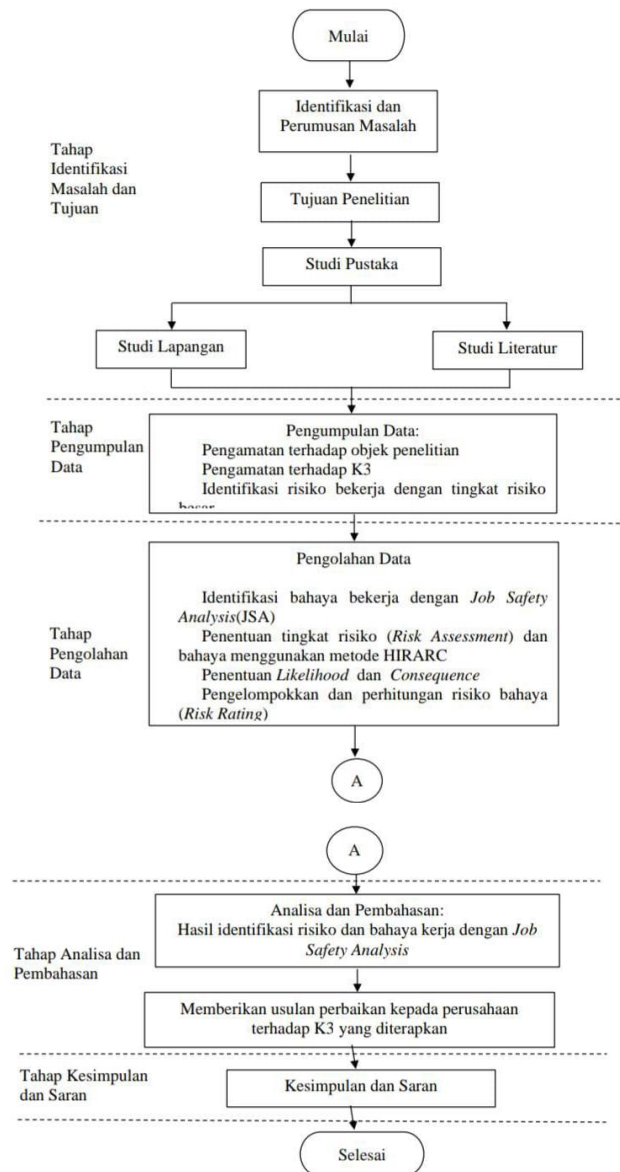 Mulai
Identifikasi dan
Perumusan Masalah
Tahap
Identifikasi
Masalah dan
Tujuan
Tujuan Penelitian
Studi Pustaka
Studi Lapangan
Studi Literatur
Tahap
Pengumpulan
Data
Pengumpulan Data:
Pengamatan terhadap objek penelitian
Pengamatan terhadap K3
Identifikasi risiko bekerja dengan tingkat risiko
besar
Tahap
Pengolahan
Data
Pengolahan Data
Identifikasi bahaya bekerja dengan Job Safety
Analysis(JSA)
Penentuan tingkat risiko (Risk Assessment) dan
bahaya menggunakan metode HIRARC
Penentuan Likelihood dan Consequence
Pengelompokkan dan perhitungan risiko bahaya
(Risk Rating)
A
A
Tahap Analisa dan
Pembahasan
Analisa dan Pembahasan:
Hasil identifikasi risiko dan bahaya kerja dengan Job
Safety Analysis
Memberikan usulan perbaikan kepada perusahaan
terhadap K3 yang diterapkan
Tahap Kesimpulan
dan Saran
Kesimpulan dan Saran
Selesai